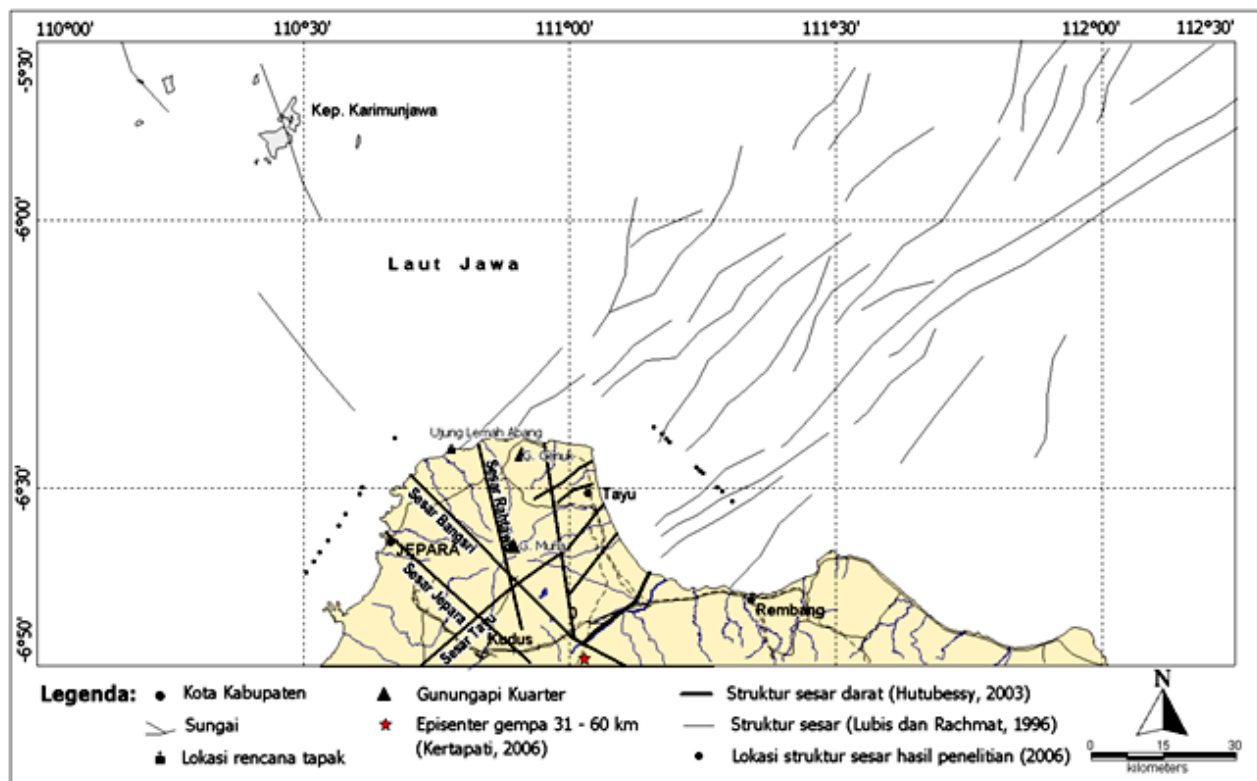 110°00' 110°30' 111°00' 111°30' 112°00' 112°30'
-5°30'
-6°00'
-6°30'
-6°50'
Kep. Karimunjawa
Laut Jawa
Ujung Lemah Abang
G. Genuk
Sesar Rahtawu
Tayu
Sesar Bangsri
G. Muria
JEPARA
Sesar Jepara
Sesar Tayu
Kudus
Rembang
Legenda:
Kota Kabupaten
Sungai
Lokasi rencana tapak
Gunungapi Kuarter
Episenter gempa 31 - 60 km
(Kertapati, 2006)
Struktur sesar darat (Hutubessy, 2003)
Struktur sesar (Lubis dan Rachmat, 1996)
Lokasi struktur sesar hasil penelitian (2006)
N
0 15 30
kilometers